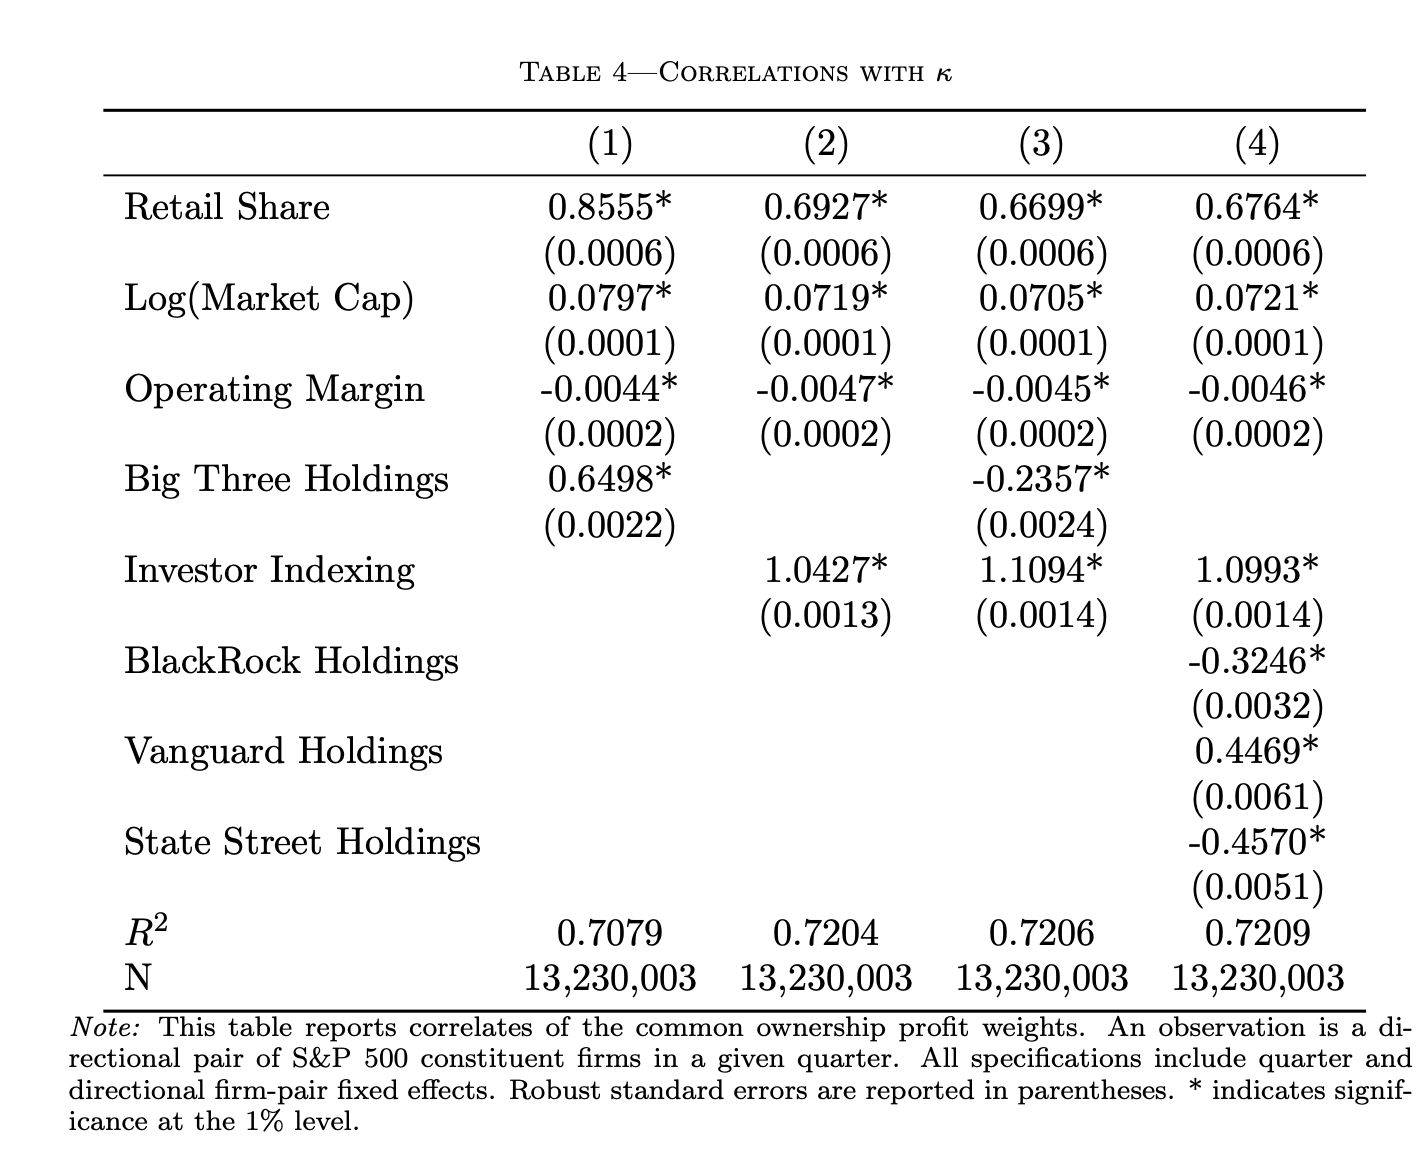 TABLE 4—CORRELATIONS WITH κ
(1) (2) (3) (4)
Retail Share 0.8555* 0.6927* 0.6699* 0.6764*
(0.0006) (0.0006) (0.0006) (0.0006)
Log(Market Cap) 0.0797* 0.0719* 0.0705* 0.0721*
(0.0001) (0.0001) (0.0001) (0.0001)
Operating Margin -0.0044* -0.0047* -0.0045* -0.0046*
(0.0002) (0.0002) (0.0002) (0.0002)
Big Three Holdings 0.6498* -0.2357*
(0.0022) (0.0024)
Investor Indexing 1.0427* 1.1094* 1.0993*
(0.0013) (0.0014) (0.0014)
BlackRock Holdings -0.3246*
(0.0032)
Vanguard Holdings 0.4469*
(0.0061)
State Street Holdings -0.4570*
(0.0051)
R² 0.7079 0.7204 0.7206 0.7209
N 13,230,003 13,230,003 13,230,003 13,230,003
Note: This table reports correlates of the common ownership profit weights. An observation is a di-
rectional pair of S&P 500 constituent firms in a given quarter. All specifications include quarter and
directional firm-pair fixed effects. Robust standard errors are reported in parentheses. * indicates signif-
icance at the 1% level.